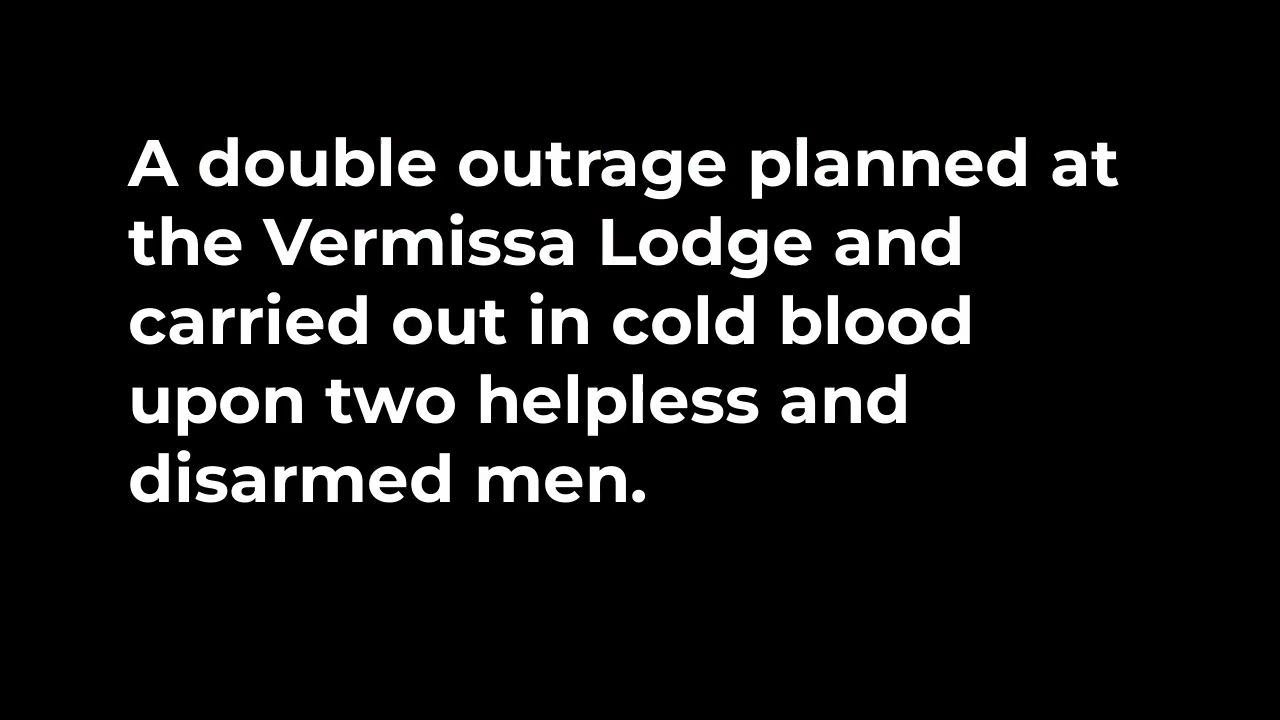 A double outrage planned at
the Vermissa Lodge and
carried out in cold blood
upon two helpless and
disarmed men.